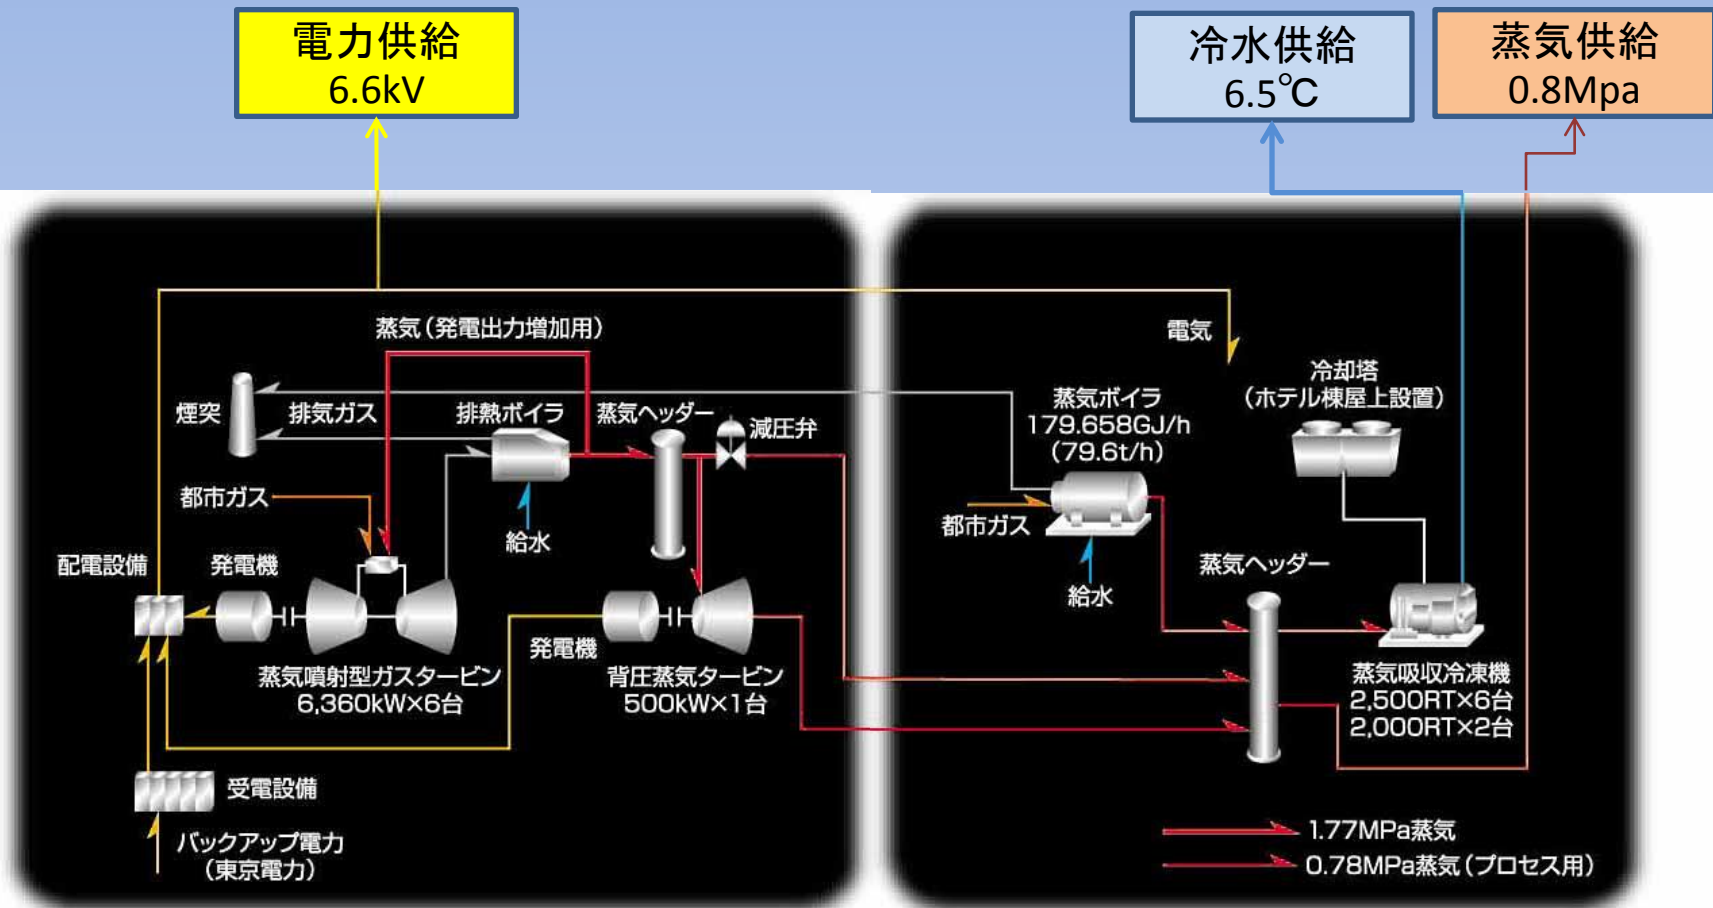 電力供給
6.6kV
冷水供給
6.5℃
蒸気供給
0.8Mpa
蒸気(発電出力増加用)
電気
煙突
排気ガス
排熱ボイラ
蒸気ヘッダー
減圧弁
都市ガス
給水
配電設備
発電機
蒸気噴射型ガスタービン
6,360kW×6台
発電機
背圧蒸気タービン
500kW×1台
受電設備
バックアップ電力
(東京電力)
蒸気ボイラ
179.658GJ/h
(79.6t/h)
冷却塔
(ホテル棟屋上設置)
都市ガス
給水
蒸気ヘッダー
蒸気吸収冷凍機
2,500RT×6台
2,000RT×2台
1.77MPa蒸気
0.78MPa蒸気(プロセス用)